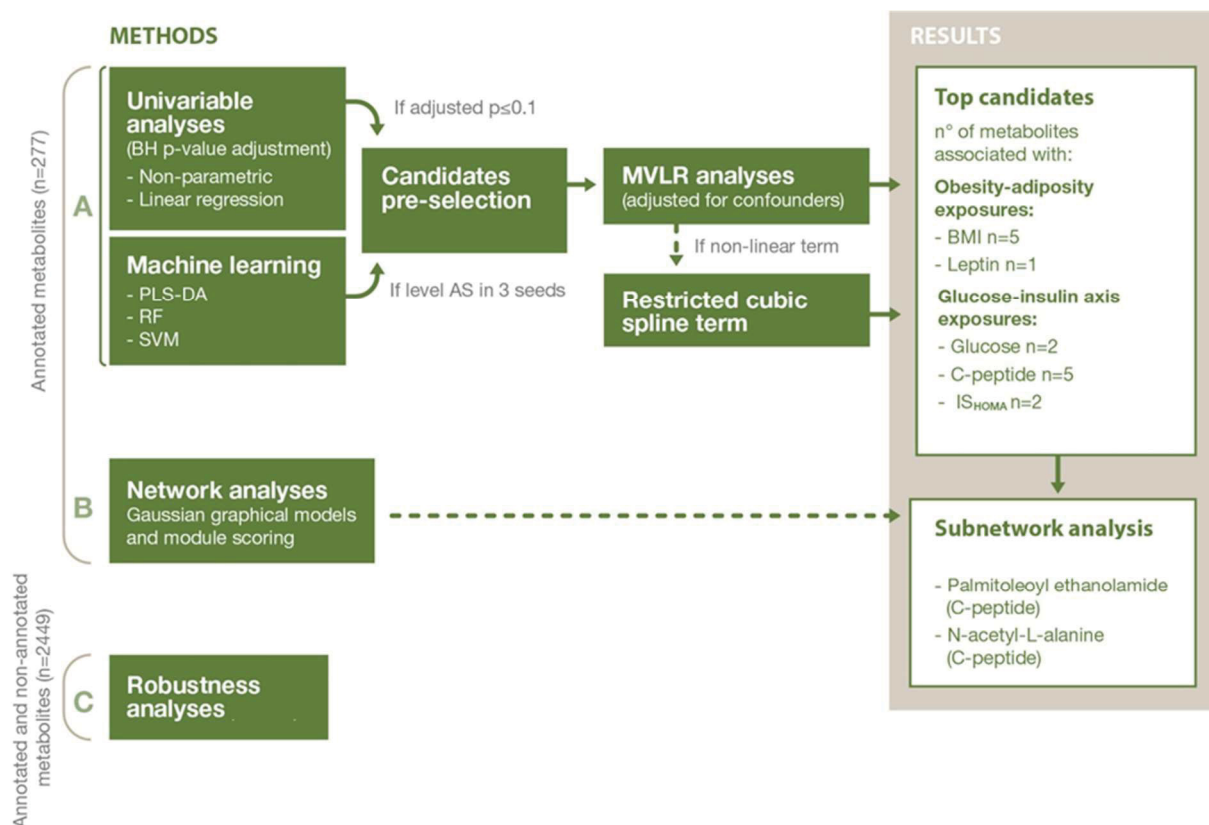 METHODS
RESULTS
Annotated metabolites (n=277)
A
Univariable
analyses
(BH p-value adjustment)
- Non-parametric
- Linear regression
If adjusted p≤0.1
Machine learning
- PLS-DA
- RF
- SVM
If level AS in 3 seeds
Candidates
pre-selection
MVLR analyses
(adjusted for confounders)
If non-linear term
Restricted cubic
spline term
Top candidates
n° of metabolites
associated with:
Obesity-adiposity
exposures:
- BMI n=5
- Leptin n=1
Glucose-insulin axis
exposures:
- Glucose n=2
- C-peptide n=5
- ISHOMA n=2
B
Network analyses
Gaussian graphical models
and module scoring
Subnetwork analysis
- Palmitoleoyl ethanolamide
(C-peptide)
- N-acetyl-L-alanine
(C-peptide)
Annotated and non-annotated
metabolites (n=2449)
C
Robustness
analyses